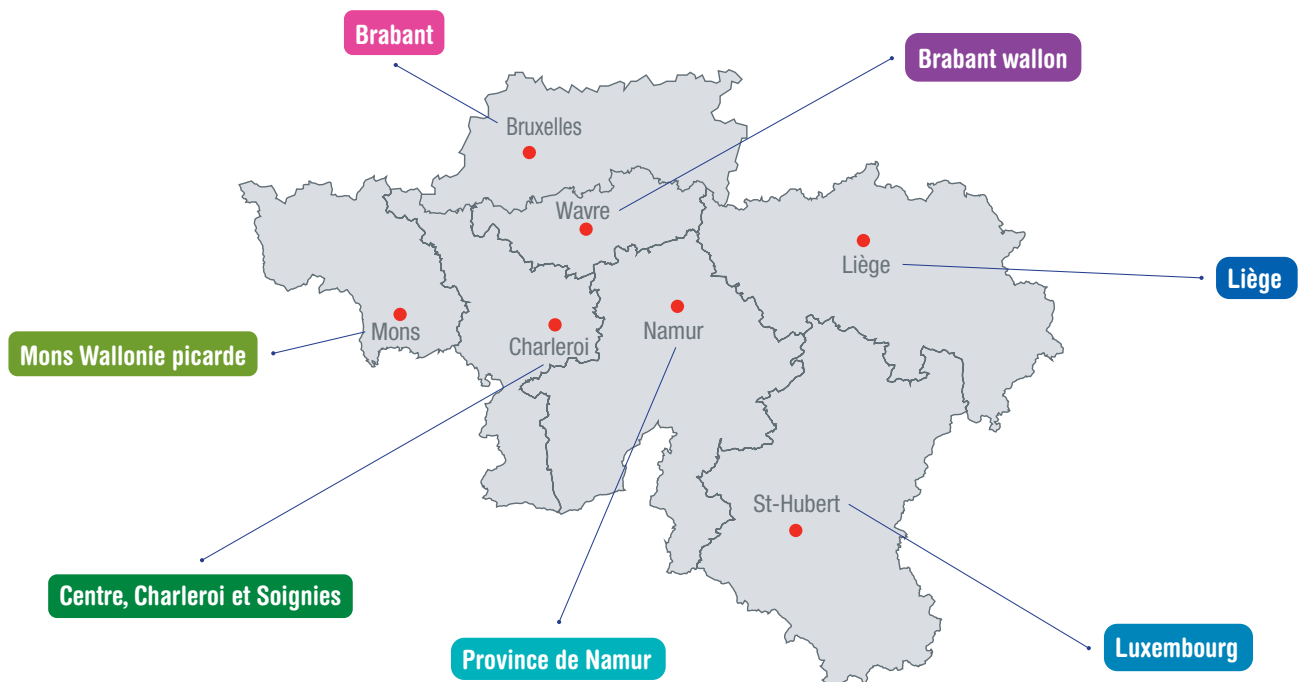 Brabant
Brabant wallon
Bruxelles
Wavre
Liège
Liège
Mons
Charleroi
Namur
Mons Wallonie picarde
St-Hubert
Centre, Charleroi et Soignies
Province de Namur
Luxembourg